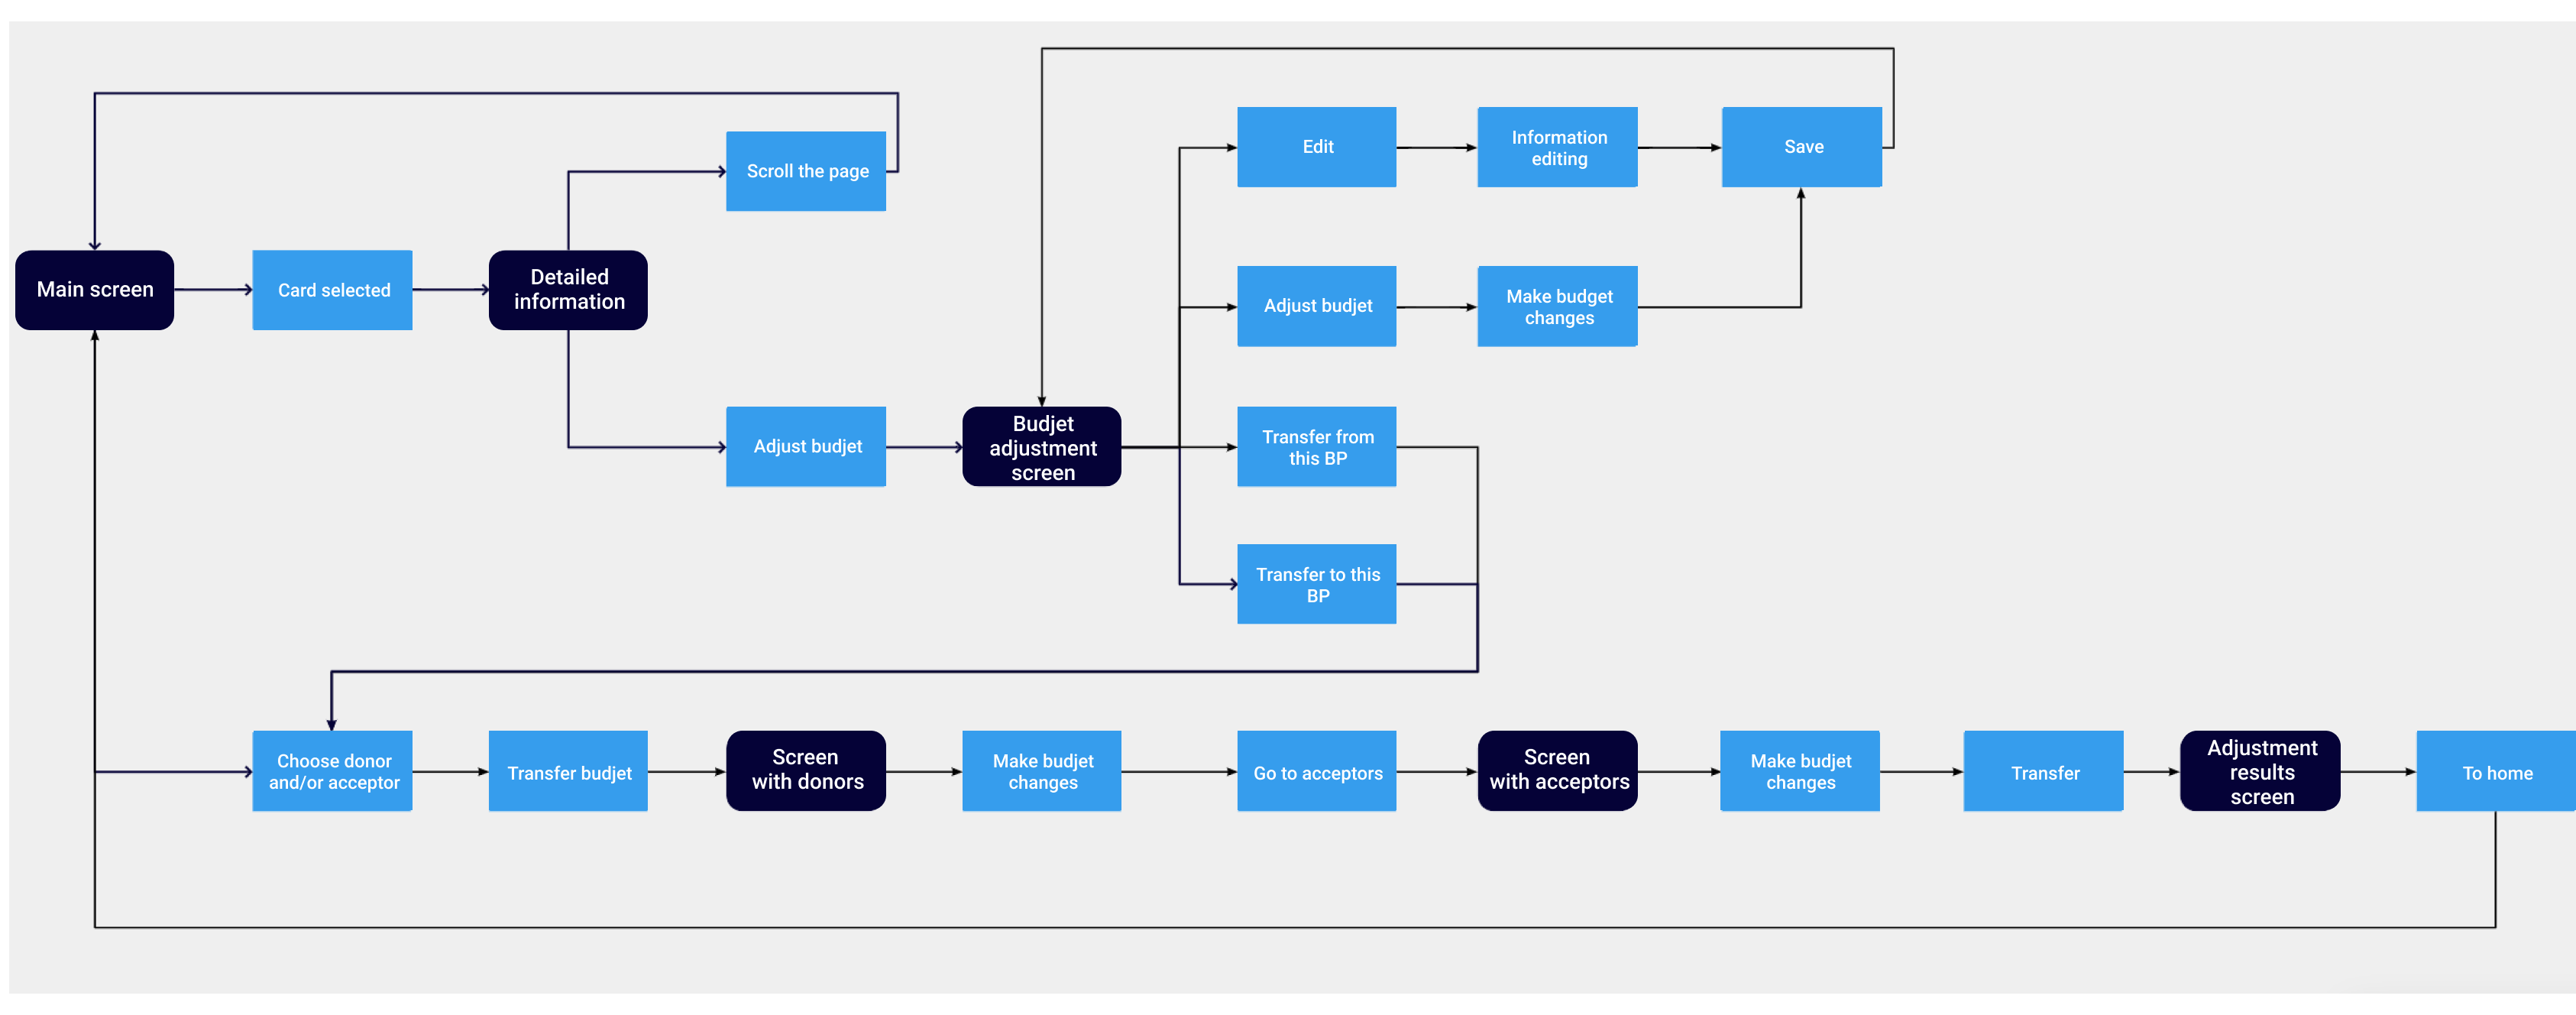 Edit
Information
editing
Save
Scroll the page
Main screen
Card selected
Detailed
information
Adjust budjet
Make budget
changes
Adjust budjet
Budjet
adjustment
screen
Transfer from
this BP
Transfer to this
BP
Choose donor
and/or acceptor
Transfer budjet
Screen
with donors
Make budjet
changes
Go to acceptors
Screen
with acceptors
Make budjet
changes
Transfer
Adjustment
results
screen
To home